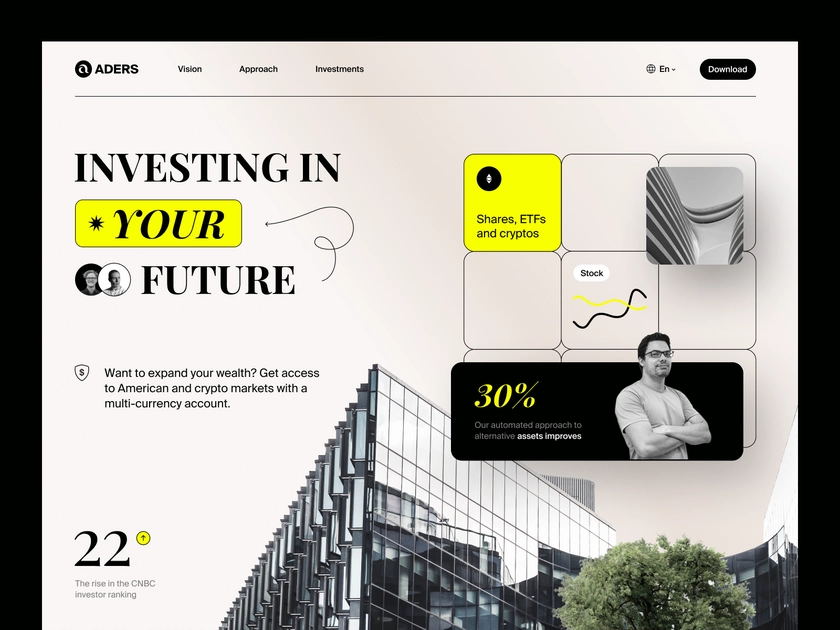 a ADERS
Vision
Approach
Investments
En
Download
INVESTING IN
YOUR
FUTURE
Shares, ETFs
and cryptos
Stock
$
Want to expand your wealth? Get access
to American and crypto markets with a
multi-currency account.
30%
Our automated approach to
alternative assets improves
22
The rise in the CNBC
investor ranking